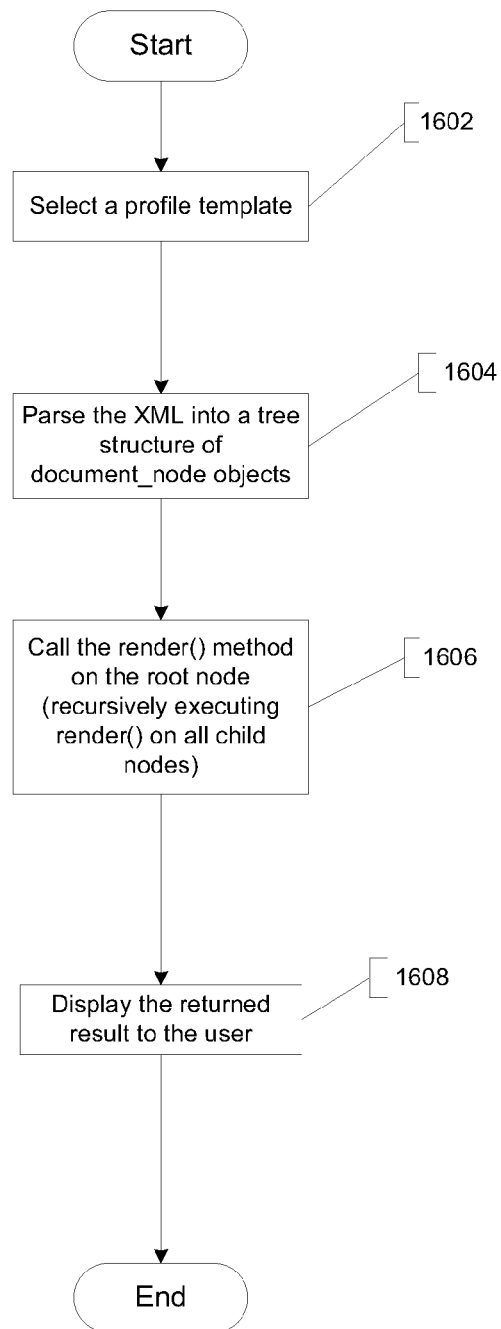 Start
1602
Select a profile template
1604
Parse the XML into a tree
structure of
document_node objects
Call the render() method
on the root node
(recursively executing
render() on all child
nodes)
1606
Display the returned
result to the user
1608
End